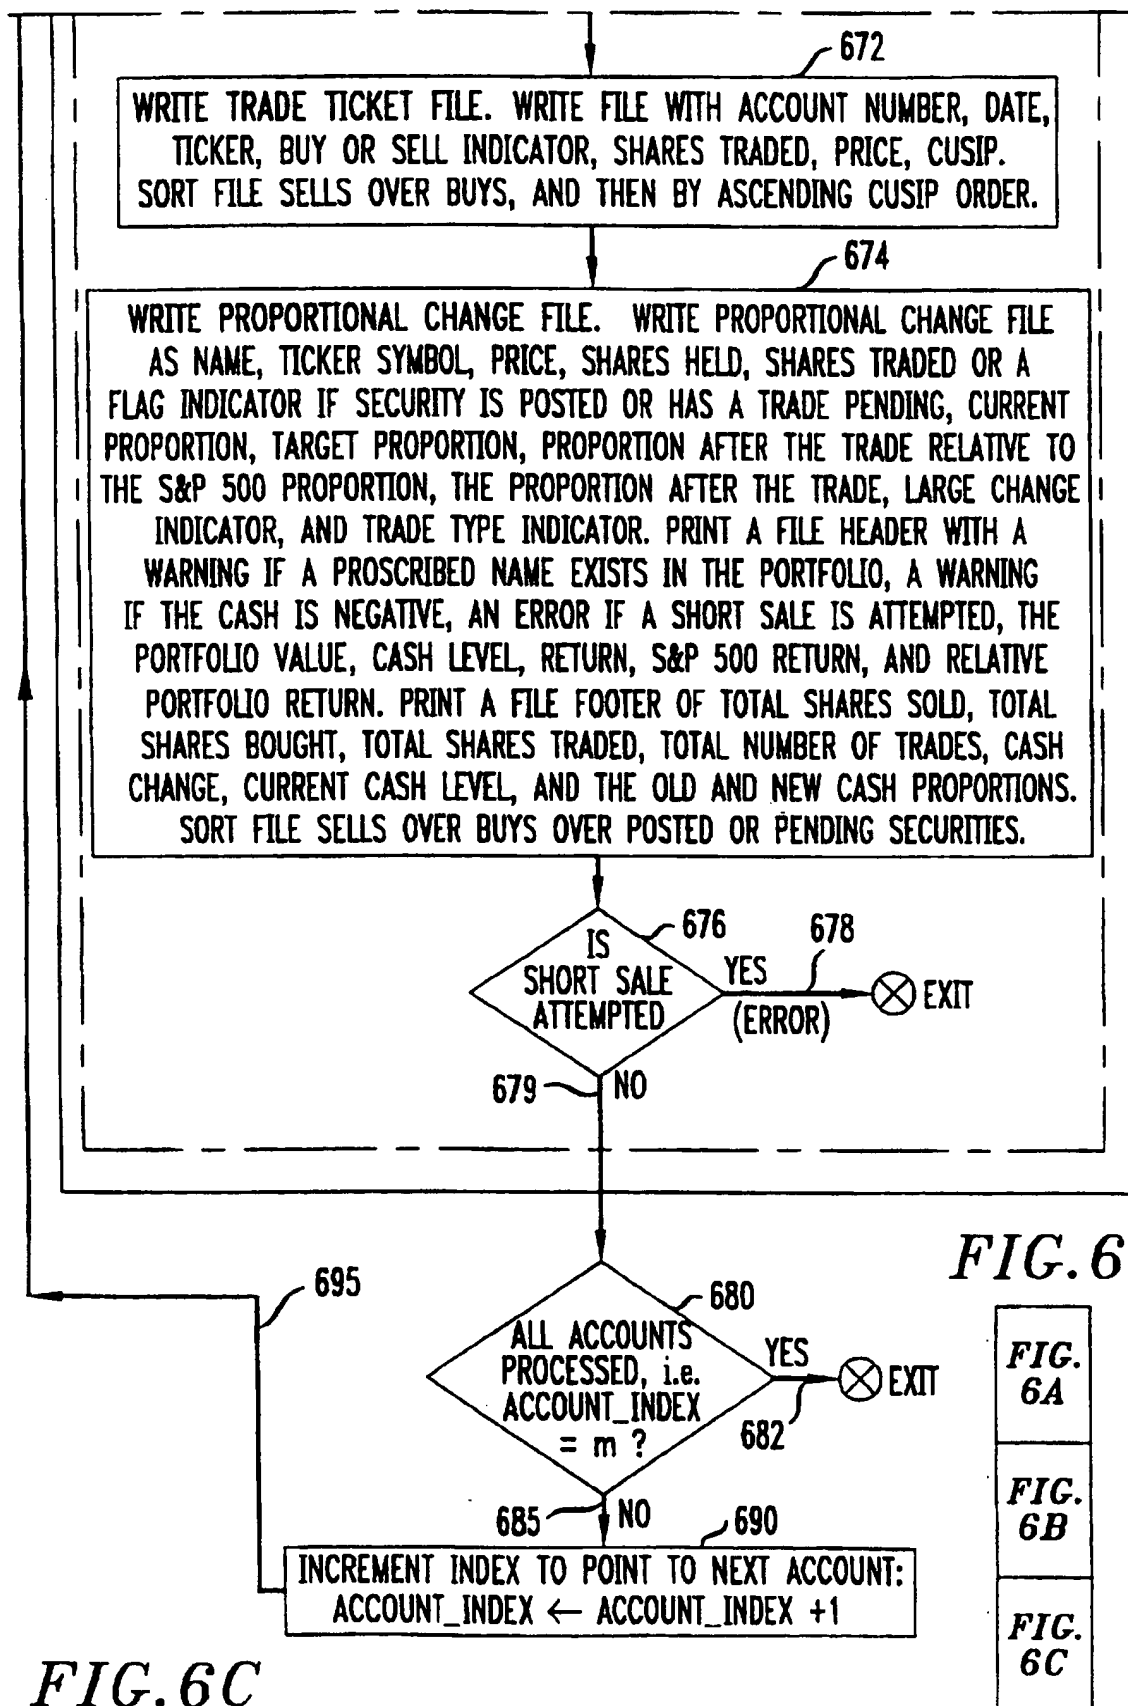 672
WRITE TRADE TICKET FILE. WRITE FILE WITH ACCOUNT NUMBER, DATE,
TICKER, BUY OR SELL INDICATOR, SHARES TRADED, PRICE, CUSIP.
SORT FILE SELLS OVER BUYS, AND THEN BY ASCENDING CUSIP ORDER.
674
WRITE PROPORTIONAL CHANGE FILE. WRITE PROPORTIONAL CHANGE FILE
AS NAME, TICKER SYMBOL, PRICE, SHARES HELD, SHARES TRADED OR A
FLAG INDICATOR IF SECURITY IS POSTED OR HAS A TRADE PENDING, CURRENT
PROPORTION, TARGET PROPORTION, PROPORTION AFTER THE TRADE RELATIVE TO
THE S&P 500 PROPORTION, THE PROPORTION AFTER THE TRADE, LARGE CHANGE
INDICATOR, AND TRADE TYPE INDICATOR. PRINT A FILE HEADER WITH A
WARNING IF A PROSCRIBED NAME EXISTS IN THE PORTFOLIO, A WARNING
IF THE CASH IS NEGATIVE, AN ERROR IF A SHORT SALE IS ATTEMPTED, THE
PORTFOLIO VALUE, CASH LEVEL, RETURN, S&P 500 RETURN, AND RELATIVE
PORTFOLIO RETURN. PRINT A FILE FOOTER OF TOTAL SHARES SOLD, TOTAL
SHARES BOUGHT, TOTAL SHARES TRADED, TOTAL NUMBER OF TRADES, CASH
CHANGE, CURRENT CASH LEVEL, AND THE OLD AND NEW CASH PROPORTIONS.
SORT FILE SELLS OVER BUYS OVER POSTED OR PENDING SECURITIES.
676
IS
SHORT SALE
ATTEMPTED
YES
678
(ERROR)
EXIT
679
NO
FIG. 6
695
680
ALL ACCOUNTS
PROCESSED, i.e.
ACCOUNT_INDEX
= m ?
YES
682
EXIT
685
NO
690
INCREMENT INDEX TO POINT TO NEXT ACCOUNT:
ACCOUNT_INDEX ← ACCOUNT_INDEX +1
FIG.
6A
FIG.
6B
FIG.
6C
FIG. 6C